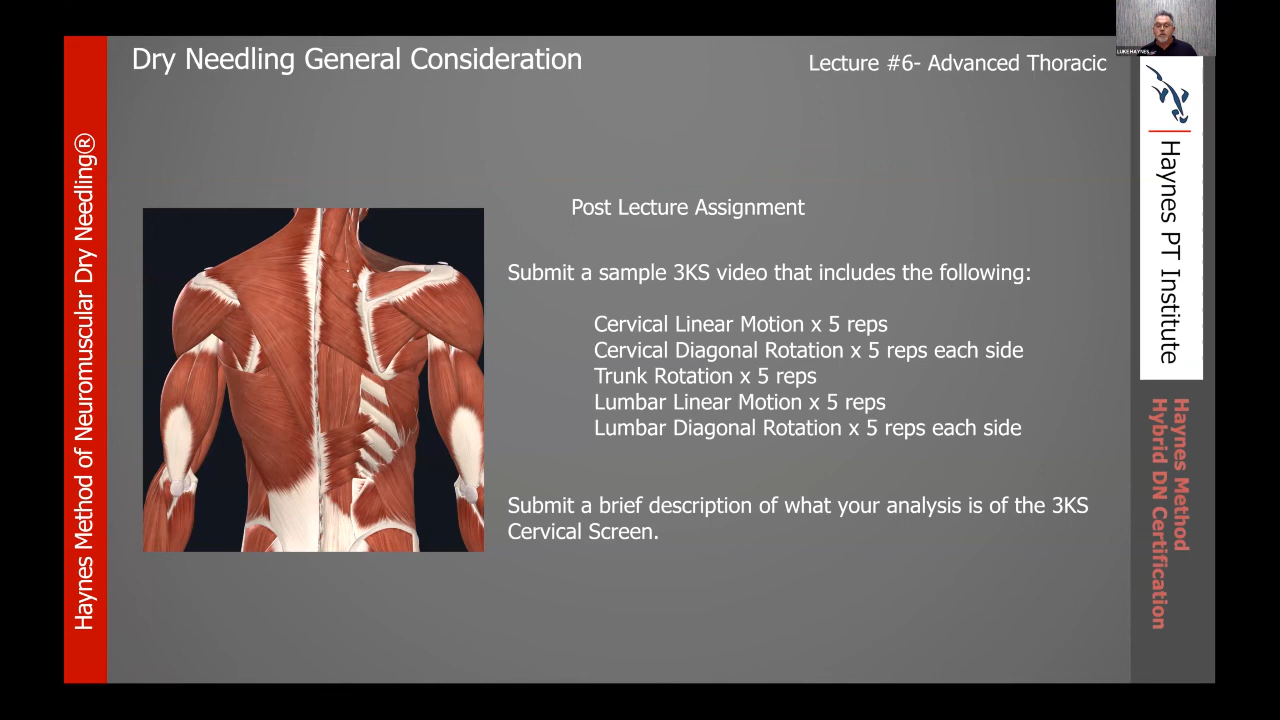 Dry Needling General Consideration
Lecture #6- Advanced Thoracic
LUKE HAYNES
Haynes Method of Neuromuscular Dry Needling®
Post Lecture Assignment
Submit a sample 3KS video that includes the following:
Cervical Linear Motion x 5 reps
Cervical Diagonal Rotation x 5 reps each side
Trunk Rotation x 5 reps
Lumbar Linear Motion x 5 reps
Lumbar Diagonal Rotation x 5 reps each side
Submit a brief description of what your analysis is of the 3KS
Cervical Screen.
Haynes PT Institute
Haynes Method
Hybrid DN Certification